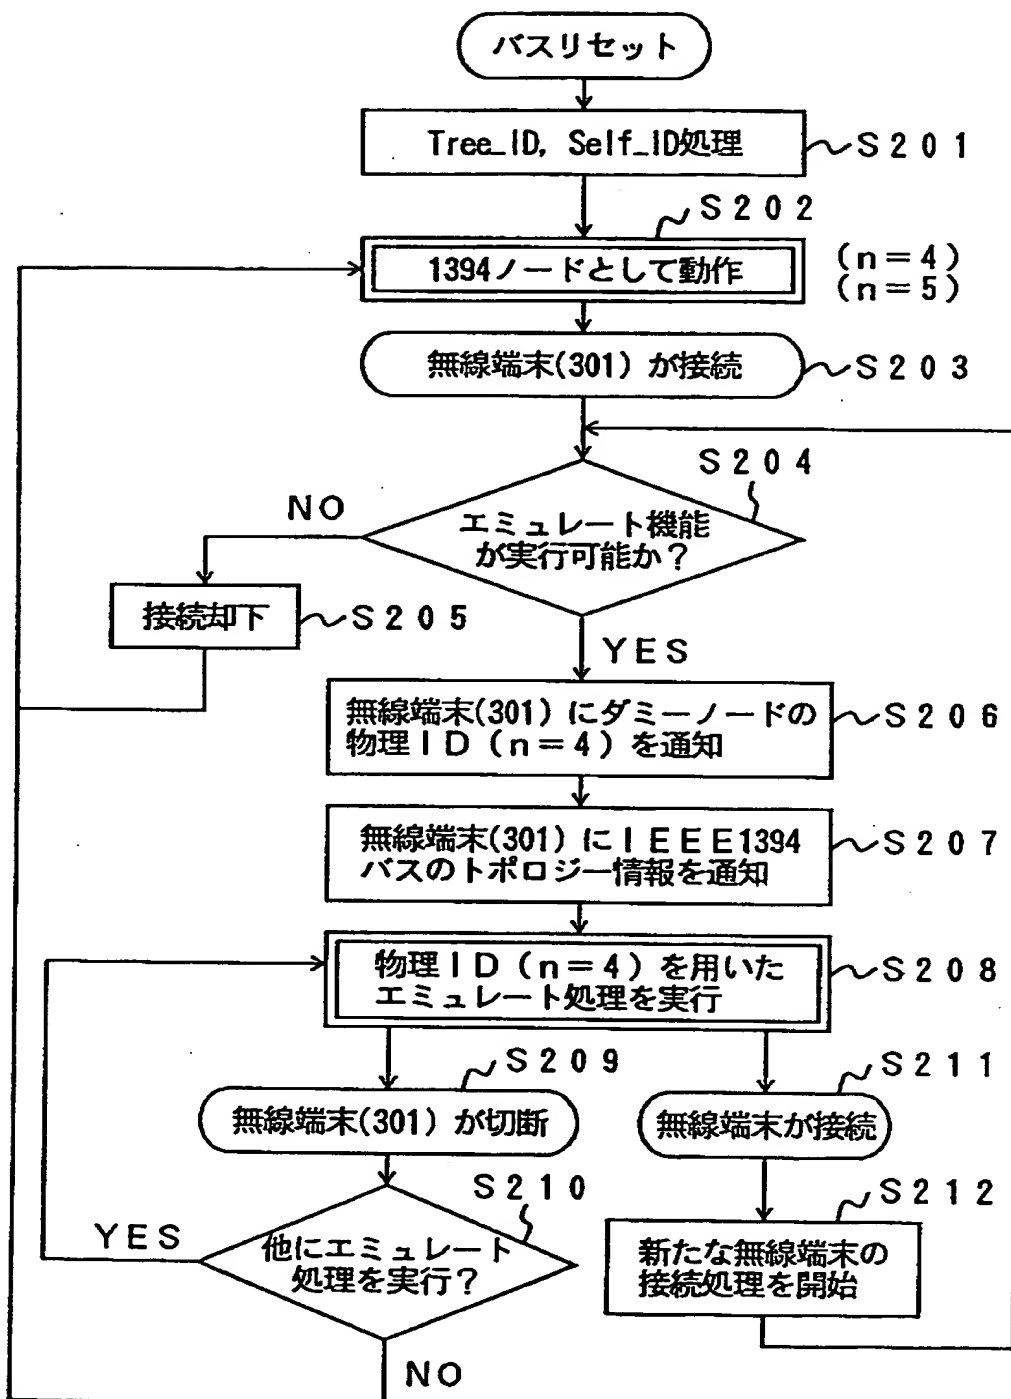 バスリセット
Tree_ID, Self_ID処理
S201
S202
1394ノードとして動作
(n=4)
(n=5)
無線端末(301) が接続
S203
S204
NO
エミュレート機能
が実行可能か?
接続却下
S205
YES
無線端末(301) にダミーノードの
物理ID (n=4) を通知
S206
無線端末(301) にIEEE1394
バスのトポロジー情報を通知
S207
物理ID (n=4) を用いた
エミュレート処理を実行
S208
S209
無線端末(301) が切断
S211
無線端末が接続
S210
YES
他にエミュレート
処理を実行?
NO
S212
新たな無線端末の
接続処理を開始